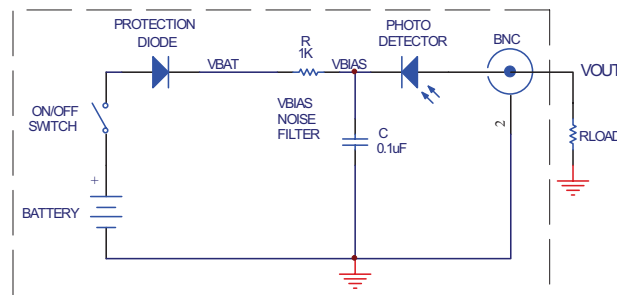 PROTECTION
DIODE
VBAT
R
1K
VBIAS
PHOTO
DETECTOR
BNC
VOUT
ON/OFF
SWITCH
VBIAS
NOISE
FILTER
C
0.1uF
2
RLOAD
+
BATTERY